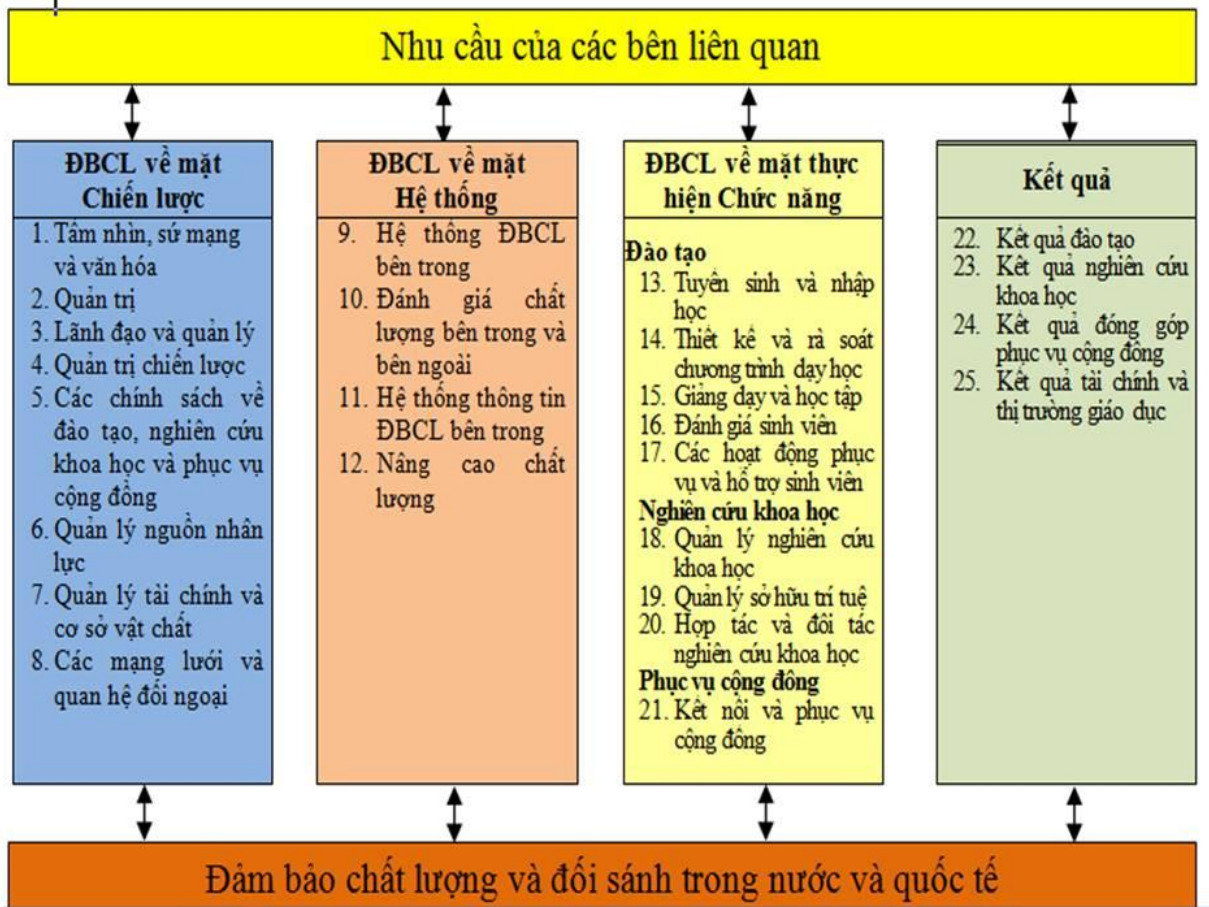 Nhu cầu của các bên liên quan
ĐBCL về mặt
Chiến lược
1. Tầm nhìn, sứ mạng
và văn hóa
2. Quản trị
3. Lãnh đạo và quản lý
4. Quản trị chiến lược
5. Các chính sách về
đào tạo, nghiên cứu
khoa học và phục vụ
cộng đồng
6. Quản lý nguồn nhân
lực
7. Quản lý tài chính và
cơ sở vật chất
8. Các mạng lưới và
quan hệ đối ngoại
ĐBCL về mặt
Hệ thống
9. Hệ thống ĐBCL
bên trong
10. Đánh giá chất
lượng bên trong và
bên ngoài
11. Hệ thống thông tin
ĐBCL bên trong
12. Nâng cao chất
lượng
ĐBCL về mặt thực
hiện Chức năng
Đào tạo
13. Tuyển sinh và nhập
học
14. Thiết kế và rà soát
chương trình dạy học
15. Giảng dạy và học tập
16. Đánh giá sinh viên
17. Các hoạt động phục
vụ và hỗ trợ sinh viên
Nghiên cứu khoa học
18. Quản lý nghiên cứu
khoa học
19. Quản lý sở hữu trí tuệ
20. Hợp tác và đối tác
nghiên cứu khoa học
Phục vụ cộng đồng
21. Kết nối và phục vụ
cộng đồng
Kết quả
22. Kết quả đào tạo
23. Kết quả nghiên cứu
khoa học
24. Kết quả đóng góp
phục vụ cộng đồng
25. Kết quả tài chính và
thị trường giáo dục
Đảm bảo chất lượng và đối sánh trong nước và quốc tế